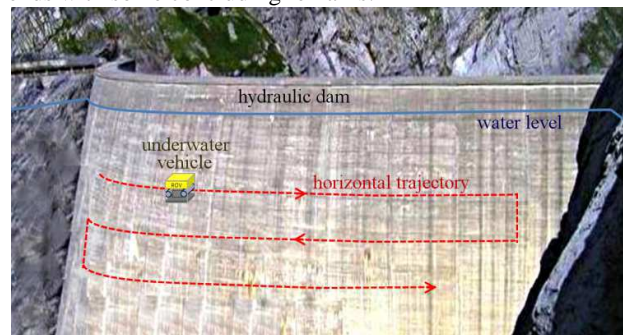 hydraulic dam
water level
underwater
vehicle
ROV
horizontal trajectory